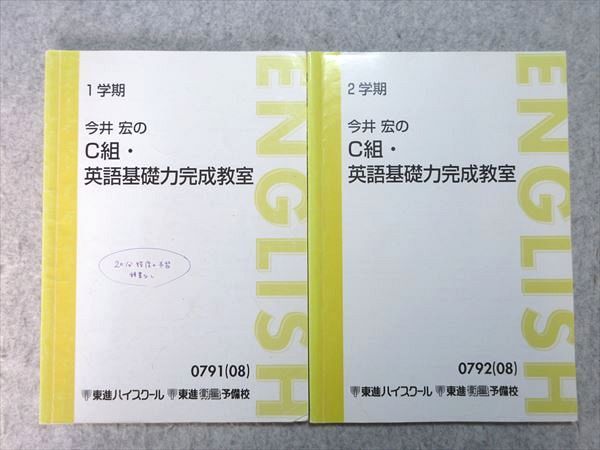 1学期
今井 宏の
C組・
英語基礎力完成教室
ENGLISH
0791(08)
東進ハイスクール 東進衛星予備校
2学期
今井 宏の
C組・
英語基礎力完成教室
ENGLISH
0792(08)
東進ハイスクール 東進衛星予備校